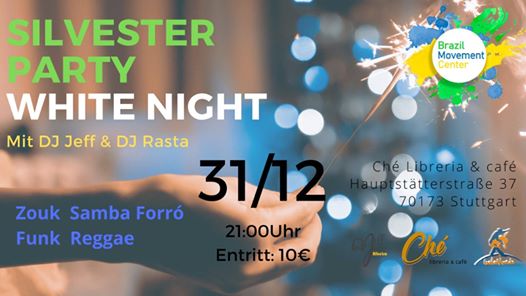 SILVESTER
PARTY
WHITE NIGHT
Mit DJ Jeff & DJ Rasta
Brazil
Movement
Center
31/12
21:00Uhr
Entritt: 10€
Zouk Samba Forró
Funk Reggae
Ché Libreria & café
Hauptstätterstraße 37
70173 Stuttgart
Ché
libreria & café